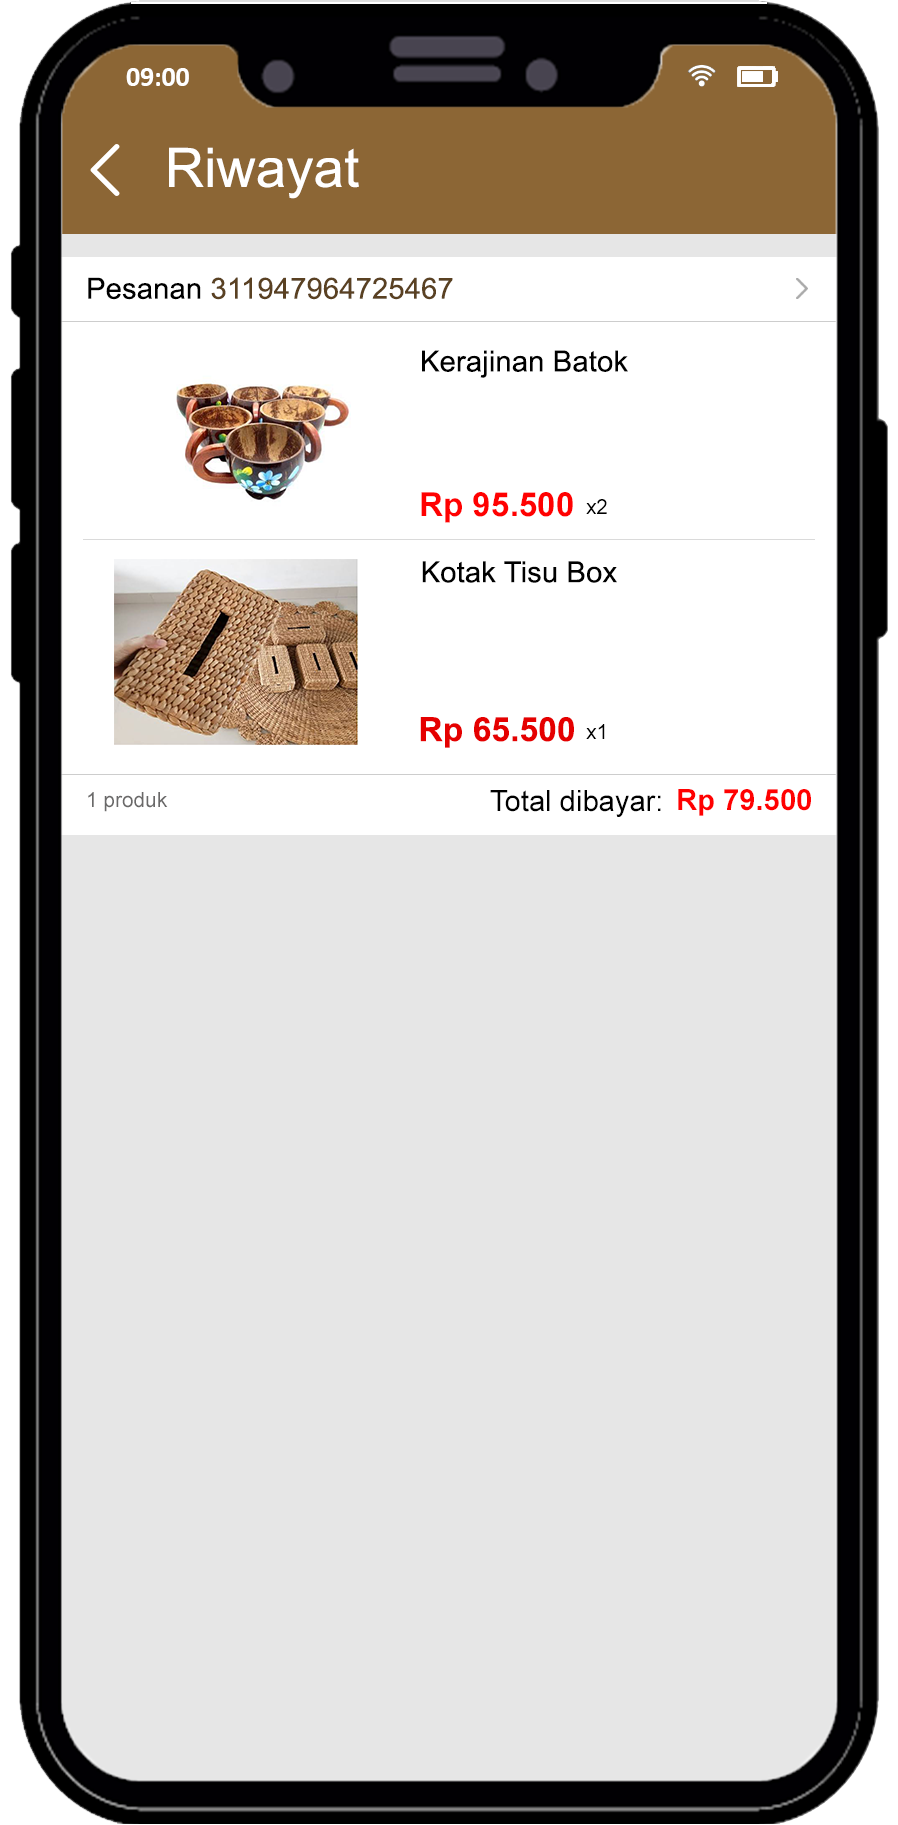 09:00
Riwayat
Pesanan 311947964725467
Kerajinan Batok
Rp 95.500 x2
Kotak Tisu Box
Rp 65.500 x1
1 produk Total dibayar: Rp 79.500